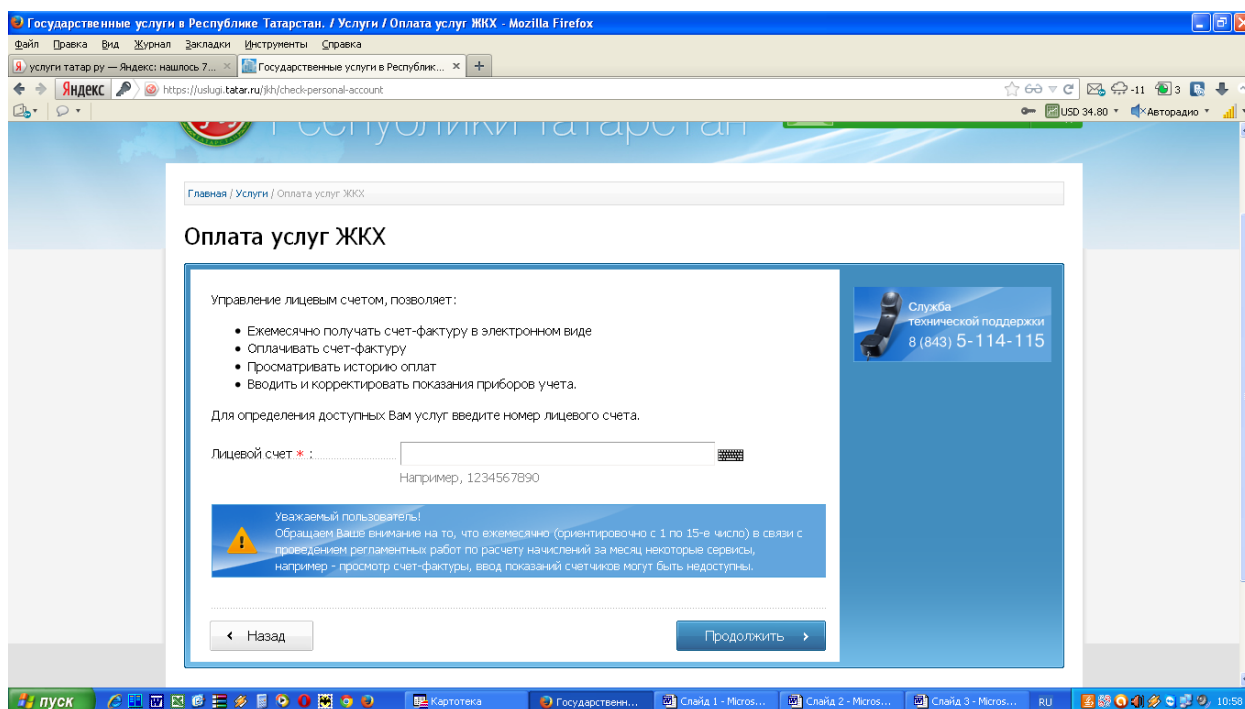 Государственные услуги в Республике Татарстан. / Услуги / Оплата услуг ЖКХ - Mozilla Firefox
Файл Правка Вид Журнал Закладки Инструменты Справка
услуги татар ру — Яндекс: нашлось 7...
Государственные услуги в Республик...
Яндекс
https://uslugi.tatar.ru/jkh/check-personal-account
-11
3
USD 34.80
Авторадио
Республики Татарстан
Главная / Услуги / Оплата услуг ЖКХ
Оплата услуг ЖКХ
Управление лицевым счетом, позволяет:
• Ежемесячно получать счет-фактуру в электронном виде
• Оплачивать счет-фактуру
• Просматривать историю оплат
• Вводить и корректировать показания приборов учета.
Для определения доступных Вам услуг введите номер лицевого счета.
Лицевой счет * :
Например, 1234567890
Уважаемый пользователь!
Обращаем Ваше внимание на то, что ежемесячно (ориентировочно с 1 по 15-е число) в связи с
проведением регламентных работ по расчету начислений за месяц некоторые сервисы,
например - просмотр счет-фактуры, ввод показаний счетчиков могут быть недоступны.
Назад
Продолжить
Служба
технической поддержки
8 (843) 5-114-115
пуск
Картотека
Государственн...
Слайд 1 - Micros...
Слайд 2 - Micros...
Слайд 3 - Micros...
RU
10:58